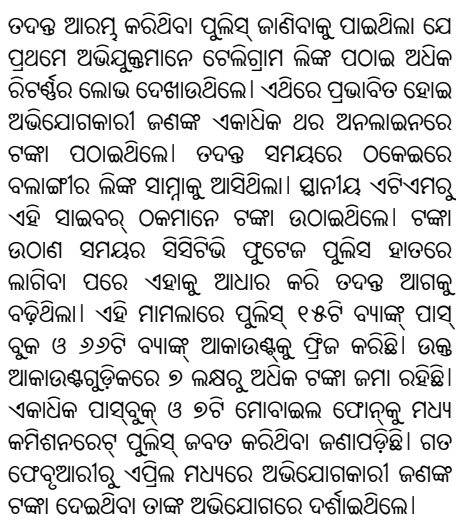 ତଦନ୍ତ ଆରମ୍ଭ କରିଥିବା ପୁଲିସ୍ ଜାଣିବାକୁ ପାଇଥିଲା ଯେ
ପ୍ରଥମେ ଅଭିଯୁକ୍ତମାନେ ଟେଲିଗ୍ରାମ ଲିଙ୍କ ପଠାଇ ଅଧିକ
ରିଟର୍ଣ୍ଣର ଲୋଭ ଦେଖାଉଥିଲେ। ଏଥିରେ ପ୍ରଭାବିତ ହୋଇ
ଅଭିଯୋଗକାରୀ ଜଣଙ୍କ ଏକାଧିକ ଥର ଅନଲାଇନରେ
ଟଙ୍କା ପଠାଇଥିଲେ। ତଦନ୍ତ ସମୟରେ ଠକେଇରେ
ବଲାଙ୍ଗୀର ଲିଙ୍କ ସାମ୍ନାକୁ ଆସିଥିଲା। ସ୍ଥାନୀୟ ଏଟିଏମରୁ
ଏହି ସାଇବର୍ ଠକମାନେ ଟଙ୍କା ଉଠାଇଥିଲେ। ଟଙ୍କା
ଉଠାଣ ସମୟର ସିସିଟିଭି ଫୁଟେଜ ପୁଲିସ ହାତରେ
ଲାଗିବା ପରେ ଏହାକୁ ଆଧାର କରି ତଦନ୍ତ ଆଗକୁ
ବଢ଼ିଥିଲା। ଏହି ମାମଲାରେ ପୁଲିସ୍ ୧୫ଟି ବ୍ୟାଙ୍କ୍ ପାସ୍
ବୁକ ଓ ୬୬ଟି ବ୍ୟାଙ୍କ୍ ଆକାଉଣ୍ଟକୁ ଫ୍ରିଜ କରିଛି। ଉକ୍ତ
ଆକାଉଣ୍ଟଗୁଡ଼ିକରେ ୭ ଲକ୍ଷରୁ ଅଧିକ ଟଙ୍କା ଜମା ରହିଛି।
ଏକାଧିକ ପାସ୍‌ବୁକ୍ ଓ ୭ଟି ମୋବାଇଲ ଫୋନ୍‌କୁ ମଧ୍ୟ
କମିଶନରେଟ୍ ପୁଲିସ୍ ଜବତ କରିଥିବା ଜଣାପଡ଼ିଛି। ଗତ
ଫେବୃଆରୀରୁ ଏପ୍ରିଲ ମଧ୍ୟରେ ଅଭିଯୋଗକାରୀ ଜଣଙ୍କ
ଟଙ୍କା ଦେଇଥିବା ତାଙ୍କ ଅଭିଯୋଗରେ ଦର୍ଶାଇଥିଲେ।